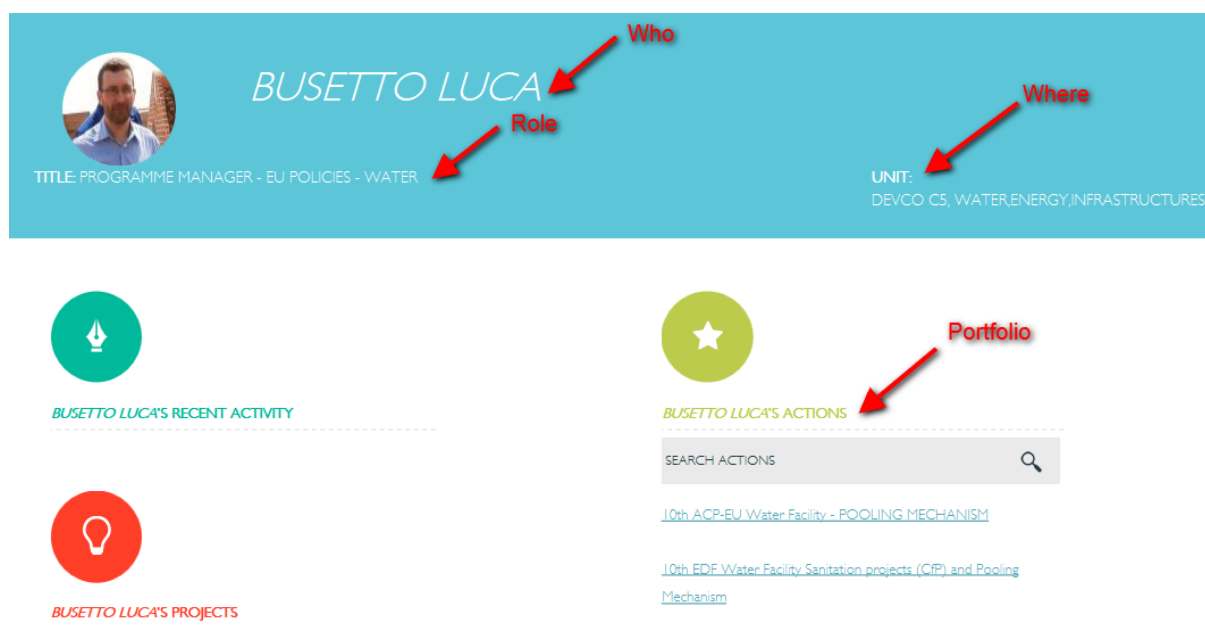 Who
BUSETTO LUCA
Where
Role
TITLE: PROGRAMME MANAGER - EU POLICIES - WATER
UNIT:
DEVCO C5, WATER,ENERGY,INFRASTRUCTURES
Portfolio
BUSETTO LUCA'S RECENT ACTIVITY
BUSETTO LUCA'S ACTIONS
SEARCH ACTIONS
10th ACP-EU Water Facility - POOLING MECHANISM
10th EDF Water Facility Sanitation projects (CfP) and Pooling
Mechanism
BUSETTO LUCA'S PROJECTS